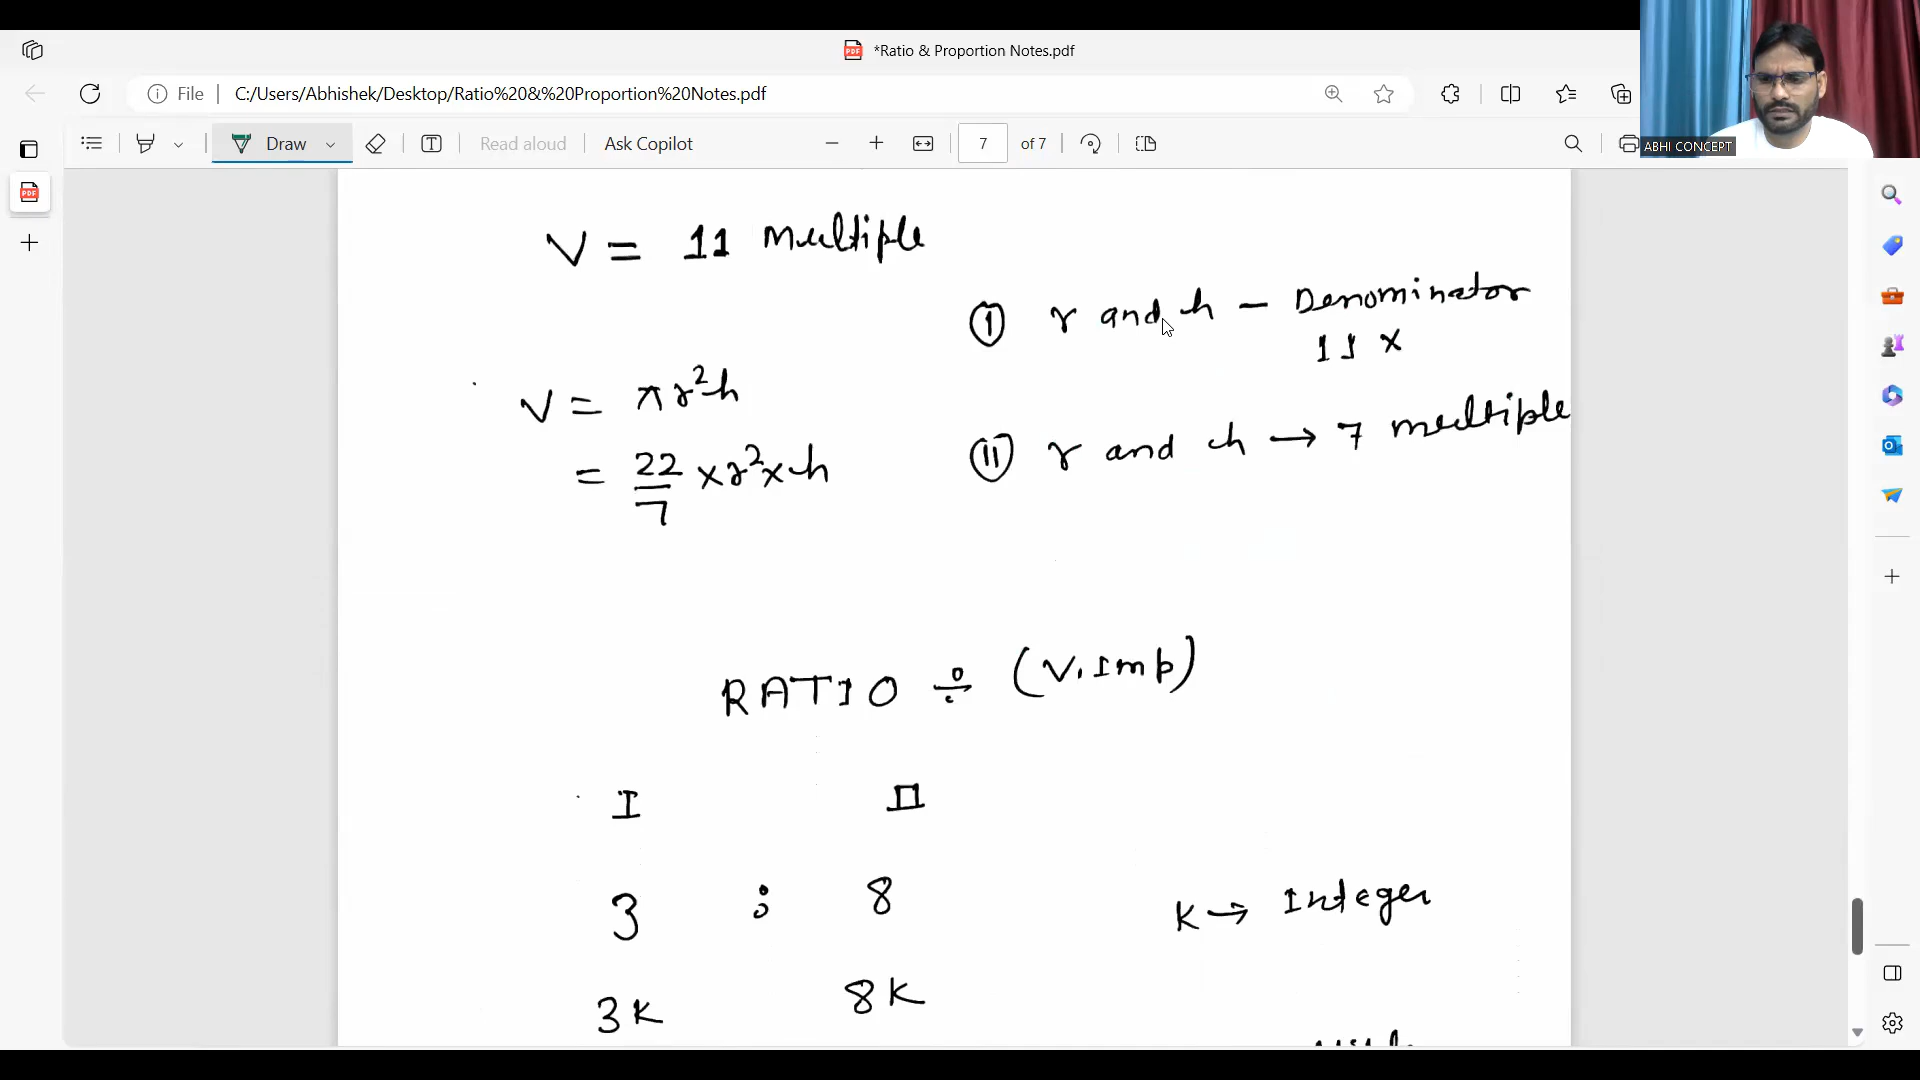 *Ratio & Proportion Notes.pdf
File
C:/Users/Abhishek/Desktop/Ratio%20&%20Proportion%20Notes.pdf
Draw
Read aloud
Ask Copilot
7 of 7
ABHI CONCEPT
V = 11 multiple
Ⓘ r and h - Denominator
11 ×
V = πr²h
= 22/7 × r² × h
Ⓘⓘ r and h → 7 multiple
RATIO ÷ (V. Imp)
I II
3 : 8
K → Integer
3K 8K